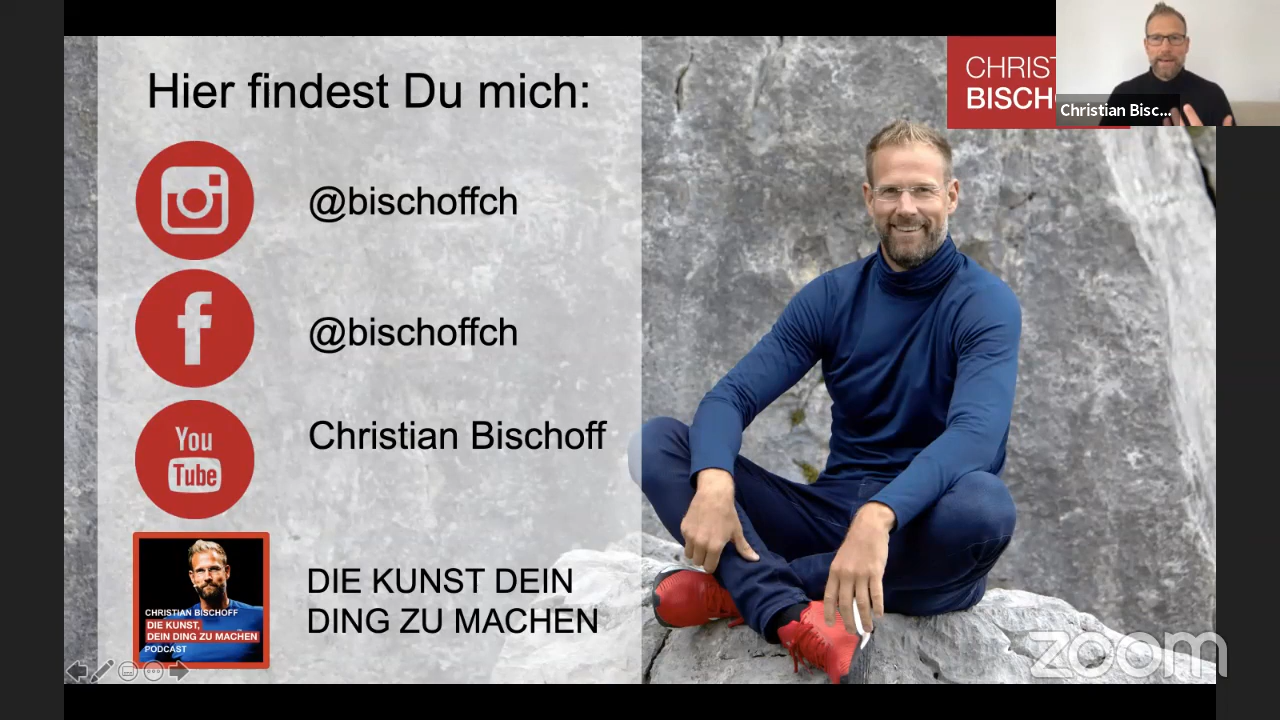 Hier findest Du mich:
@bischoffch
@bischoffch
You
Tube
Christian Bischoff
CHRISTIAN BISCHOFF
DIE KUNST,
DEIN DING ZU MACHEN
PODCAST
DIE KUNST DEIN
DING ZU MACHEN
CHRIST
BISCH
Christian Bisc...
zoom